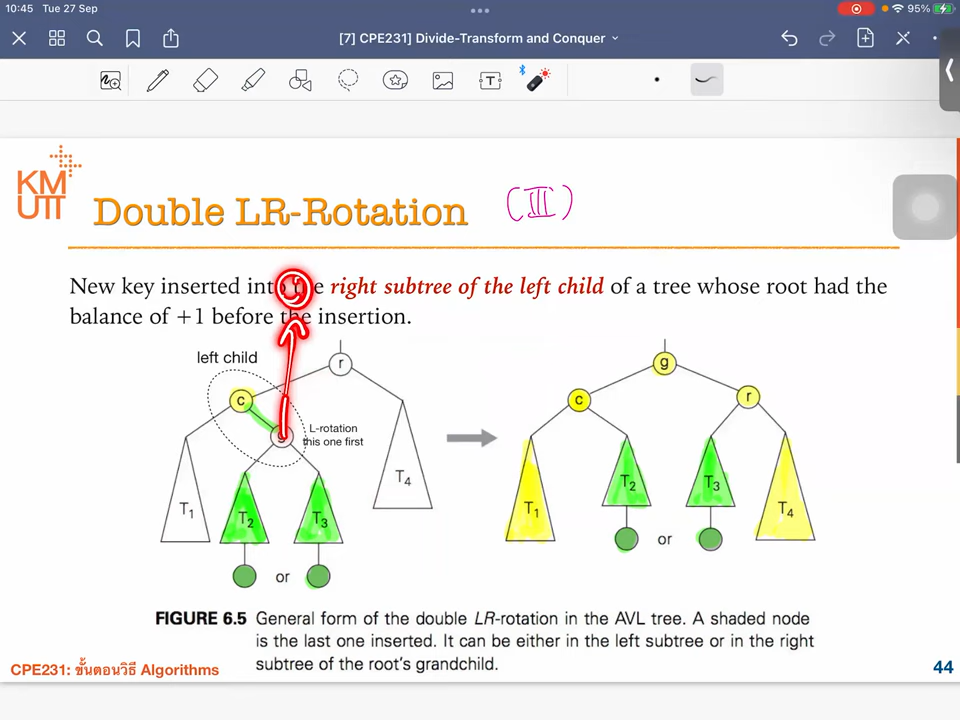 10:45 Tue 27 Sep
95%
[7] CPE231] Divide-Transform and Conquer
T
KM
UTT
Double LR-Rotation
(III)
New key inserted into the right subtree of the left child of a tree whose root had the
balance of +1 before the insertion.
left child
r
c
g
L-rotation
this one first
T1
T2
T3
T4
or
g
c
r
T1
T2
T3
T4
or
FIGURE 6.5 General form of the double LR-rotation in the AVL tree. A shaded node
is the last one inserted. It can be either in the left subtree or in the right
subtree of the root's grandchild.
CPE231: ขั้นตอนวิธี Algorithms
44